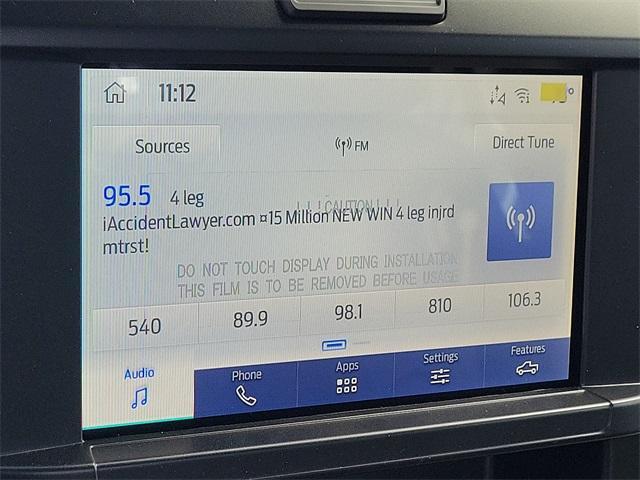 11:12
Sources
FM
Direct Tune
95.5 4 leg
! ! ! CAUTION ! ! !
iAccidentLawyer.com ¤15 Million NEW WIN 4 leg injrd
mtrst!
DO NOT TOUCH DISPLAY DURING INSTALLATION
THIS FILM IS TO BE REMOVED BEFORE USAGE
540 89.9 98.1 810 106.3
Audio Phone Apps Settings Features